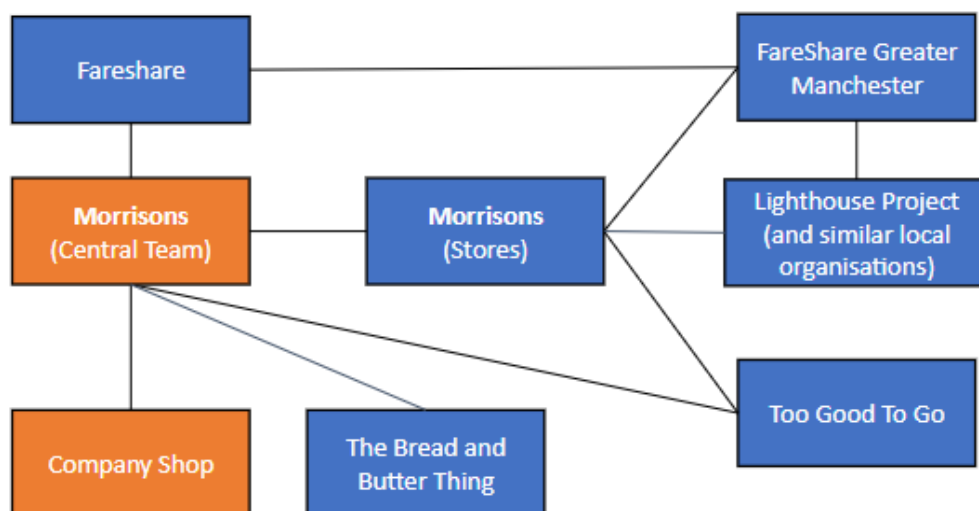 Fareshare
FareShare Greater
Manchester
Morrisons
(Central Team)
Morrisons
(Stores)
Lighthouse Project
(and similar local
organisations)
Company Shop
The Bread and
Butter Thing
Too Good To Go